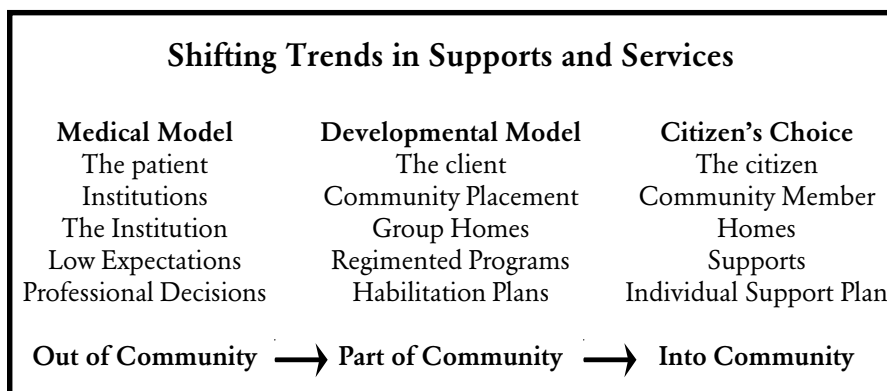 Shifting Trends in Supports and Services
Medical Model
The patient
Institutions
The Institution
Low Expectations
Professional Decisions
Developmental Model
The client
Community Placement
Group Homes
Regimented Programs
Habilitation Plans
Citizen's Choice
The citizen
Community Member
Homes
Supports
Individual Support Plan
Out of Community → Part of Community → Into Community